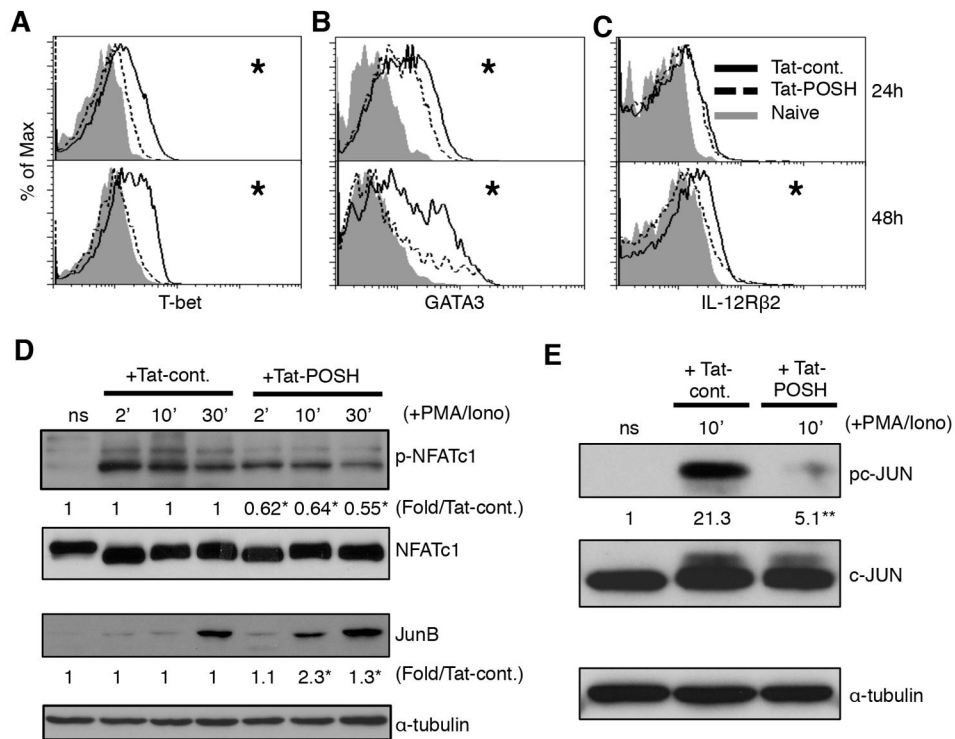 A
B
C
% of Max
*
*
*
*
*
Tat-cont.
Tat-POSH
Naive
24h
48h
T-bet
GATA3
IL-12Rβ2
D
+Tat-cont.
+Tat-POSH
ns 2’ 10’ 30’ 2’ 10’ 30’ (+PMA/Iono)
p-NFATc1
1 1 1 1 0.62* 0.64* 0.55* (Fold/Tat-cont.)
NFATc1
JunB
1 1 1 1 1.1 2.3* 1.3* (Fold/Tat-cont.)
α-tubulin
E
+ Tat-
cont.
+ Tat-
POSH
ns 10’ 10’ (+PMA/Iono)
pc-JUN
1 21.3 5.1**
c-JUN
α-tubulin